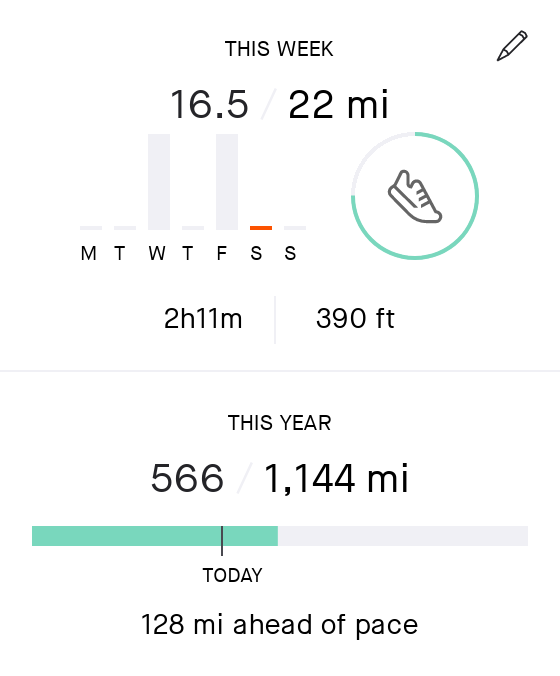 THIS WEEK
16.5 / 22 mi
M T W T F S S
2h11m 390 ft
THIS YEAR
566 / 1,144 mi
TODAY
128 mi ahead of pace